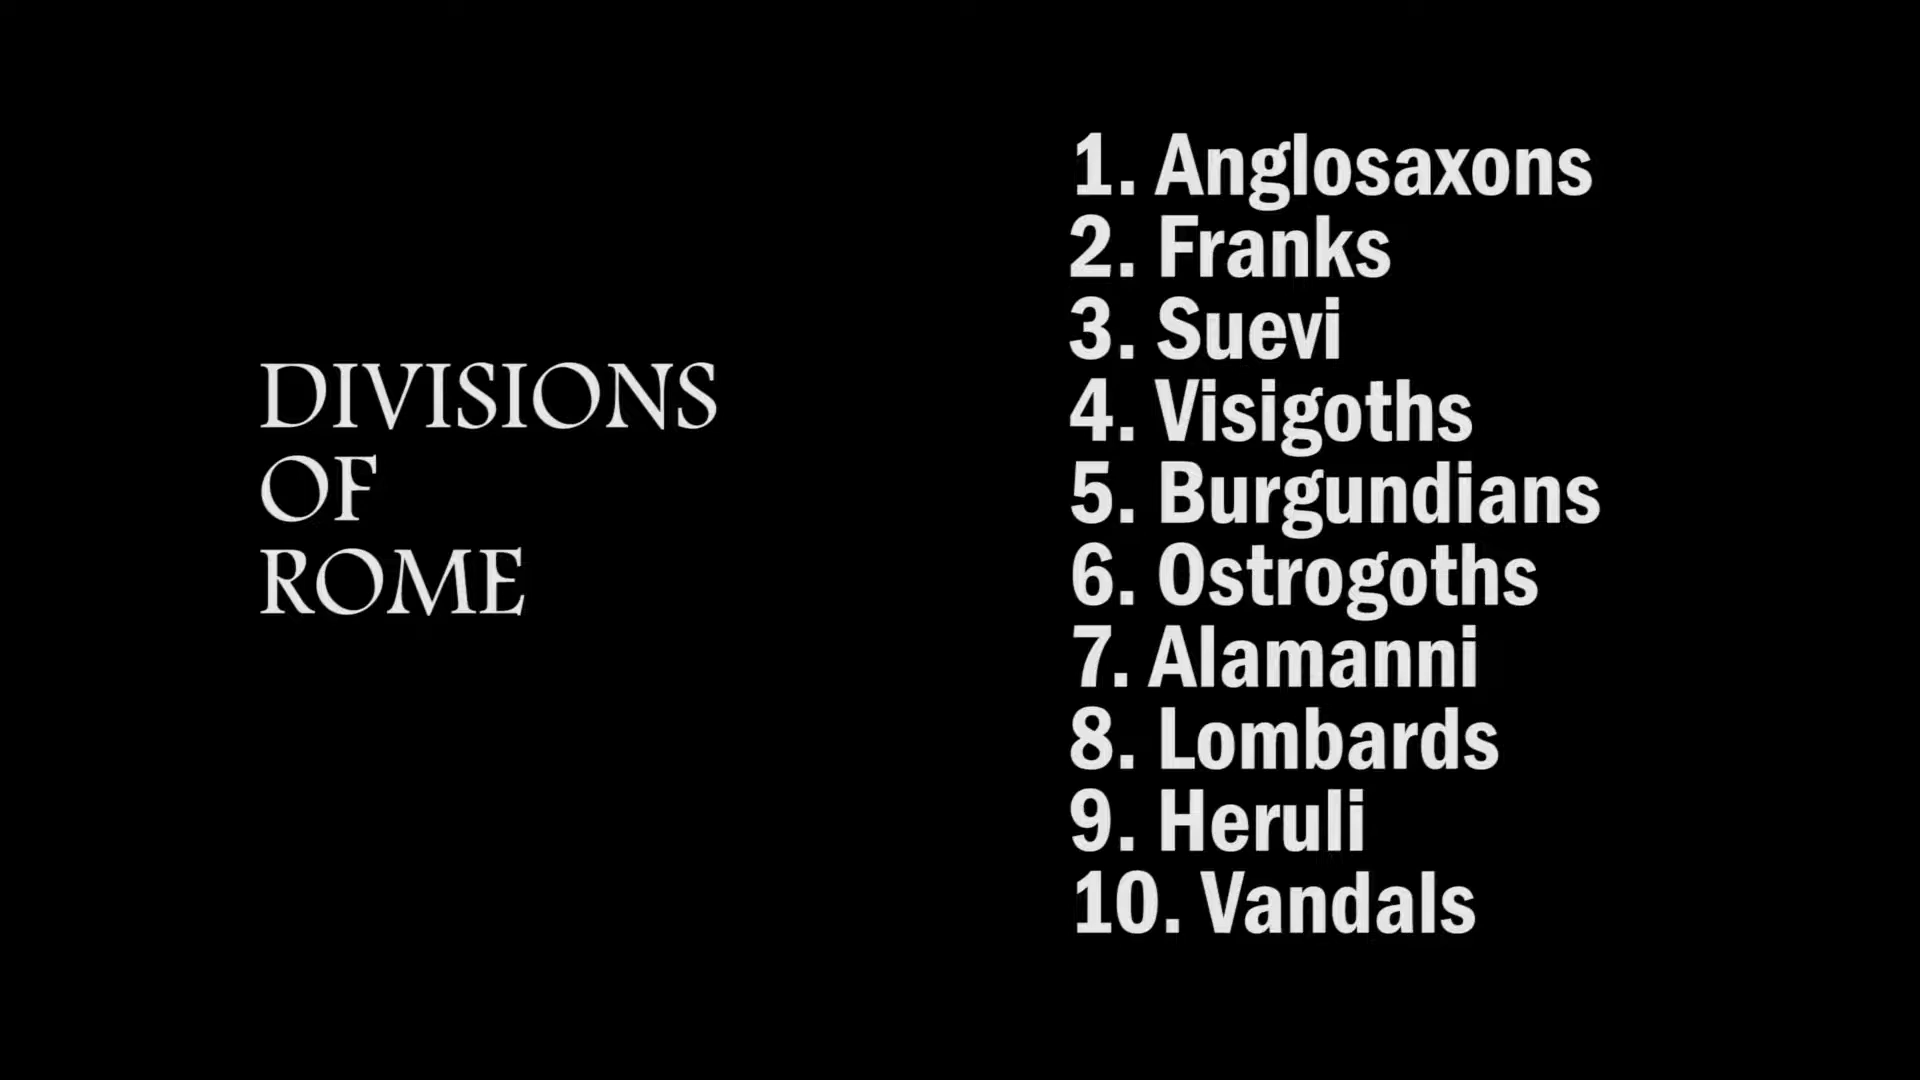 DIVISIONS
OF
ROME
1. Anglosaxons
2. Franks
3. Suevi
4. Visigoths
5. Burgundians
6. Ostrogoths
7. Alamanni
8. Lombards
9. Heruli
10. Vandals